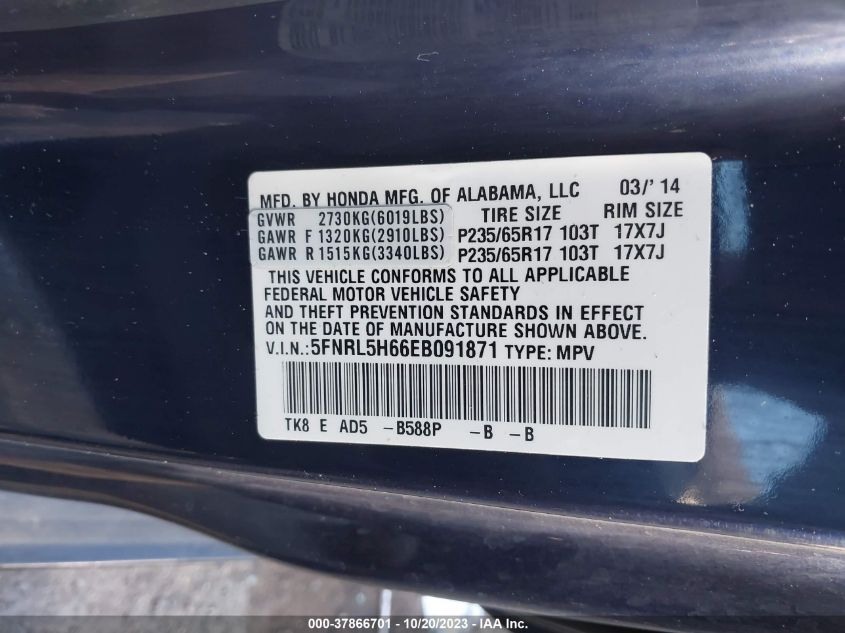 MFD. BY HONDA MFG. OF ALABAMA, LLC 03/'14
GVWR 2730KG(6019LBS) TIRE SIZE RIM SIZE
GAWR F 1320KG(2910LBS) P235/65R17 103T 17X7J
GAWR R 1515KG(3340LBS) P235/65R17 103T 17X7J
THIS VEHICLE CONFORMS TO ALL APPLICABLE
FEDERAL MOTOR VEHICLE SAFETY
AND THEFT PREVENTION STANDARDS IN EFFECT
ON THE DATE OF MANUFACTURE SHOWN ABOVE.
V.I.N.:5FNRL5H66EB091871 TYPE: MPV
TK8 E AD5 -B588P -B -B
000-37866701 - 10/20/2023 - IAA Inc.